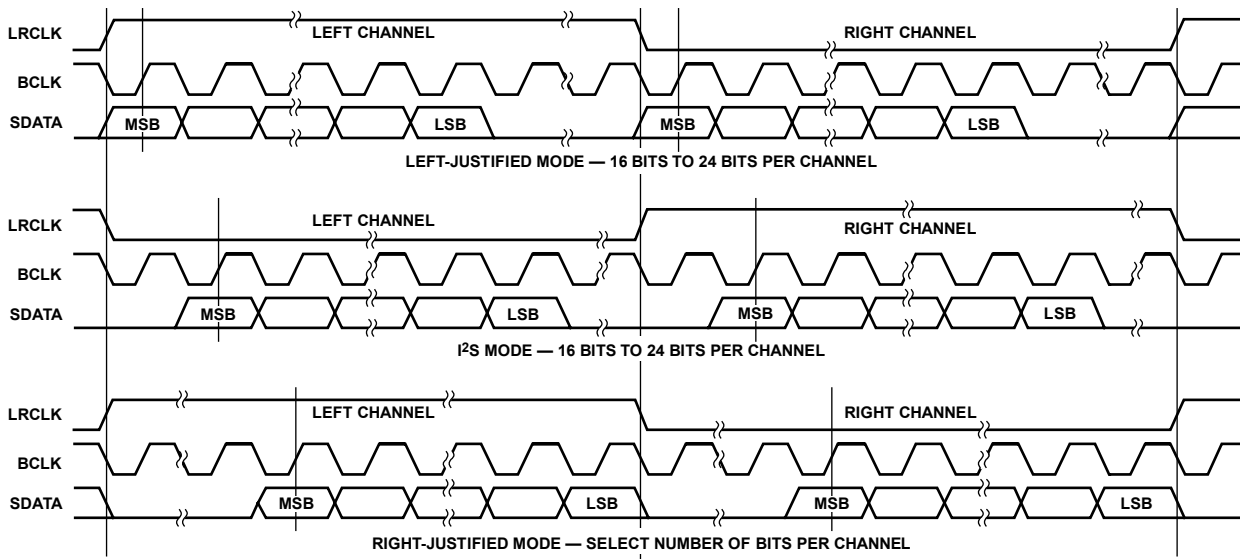 LRCLK LEFT CHANNEL RIGHT CHANNEL
BCLK
SDATA MSB LSB MSB LSB
LEFT-JUSTIFIED MODE — 16 BITS TO 24 BITS PER CHANNEL
LRCLK LEFT CHANNEL RIGHT CHANNEL
BCLK
SDATA MSB LSB MSB LSB
I²S MODE — 16 BITS TO 24 BITS PER CHANNEL
LRCLK LEFT CHANNEL RIGHT CHANNEL
BCLK
SDATA MSB LSB MSB LSB
RIGHT-JUSTIFIED MODE — SELECT NUMBER OF BITS PER CHANNEL